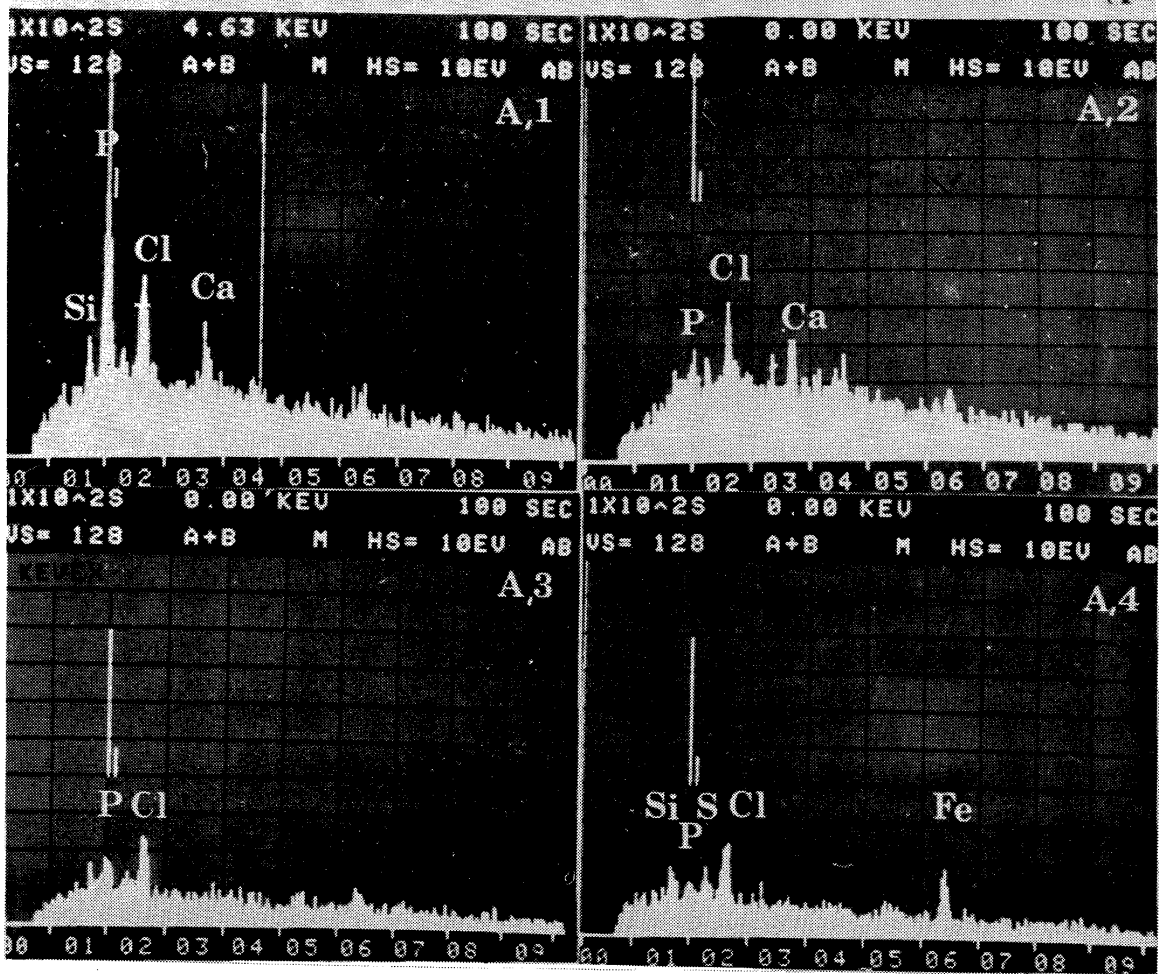 1X10^2S 4.63 KEV 100 SEC
VS= 128 A+B M HS= 10EV AB
A,1
P
Cl
Si
Ca
00 01 02 03 04 05 06 07 08 09
1X10^2S 0.00 KEV 100 SEC
VS= 128 A+B M HS= 10EV AB
A,2
Cl
P
Ca
00 01 02 03 04 05 06 07 08 09
1X10^2S 0.00 KEV 100 SEC
VS= 128 A+B M HS= 10EV AB
KEVEX
A,3
P Cl
00 01 02 03 04 05 06 07 08 09
1X10^2S 0.00 KEV 100 SEC
VS= 128 A+B M HS= 10EV AB
A,4
Si S Cl Fe
P
00 01 02 03 04 05 06 07 08 09